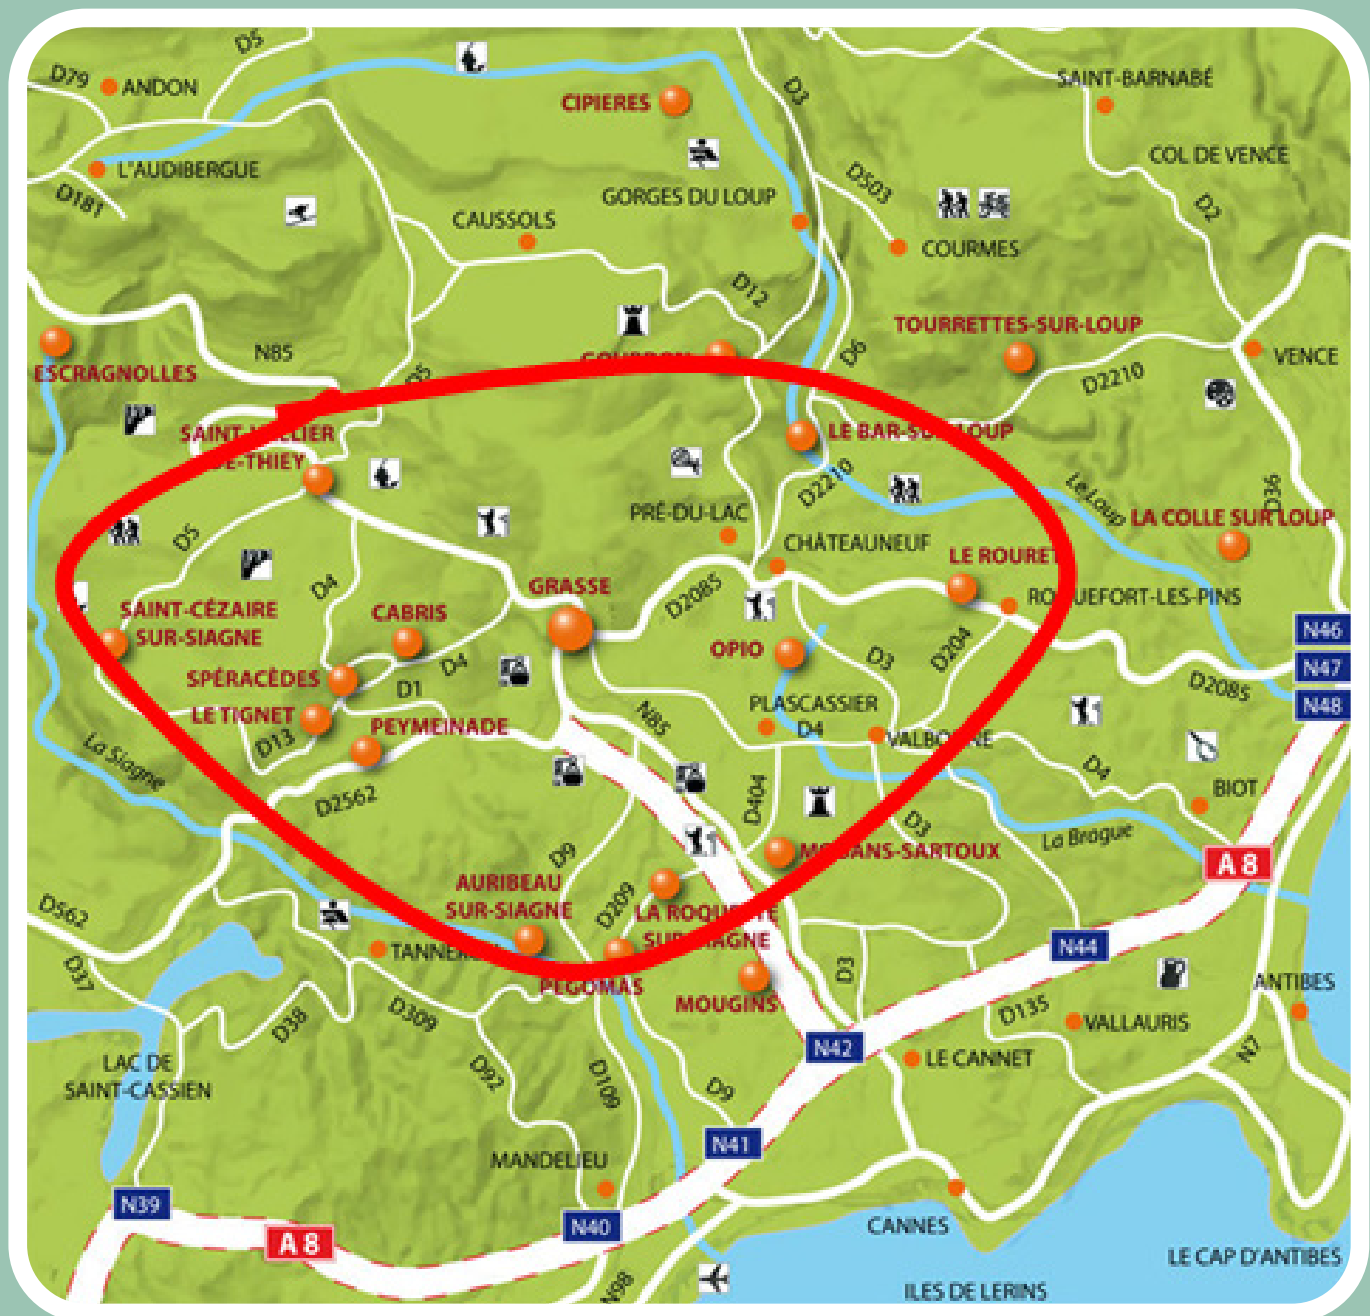 D5
D79
ANDON
CIPIERES
D3
SAINT-BARNABÉ
L'AUDIBERGUE
D181
COL DE VENCE
D503
GORGES DU LOUP
D2
CAUSSOLS
COURMES
D12
TOURRETTES-SUR-LOUP
N85
D6
VENCE
ESCRAGNOLLES
D5
D2210
SAINT-
LIER
DE-THIEY
LE BAR-SUR-LOUP
D2210
Le Loup
D36
LA COLLE SUR LOUP
PRÉ-DU-LAC
D5
CHÂTEAUNEUF
LE ROURET
GRASSE
D4
D2085
SAINT-CÉZAIRE
SUR-SIAGNE
CABRIS
ROQUEFORT-LES-PINS
N46
OPIO
D3
D204
N47
SPÉRACÈDES
D4
D1
D2085
N48
LE TIGNET
PEYMEINADE
N85
PLASCASSIER
D4
VALBONNE
D13
La Siagne
D4
BIOT
D2562
D404
D3
La Brague
MOUANS-SARTOUX
D9
A 8
AURIBEAU
SUR-SIAGNE
D209
LA ROQUETTE
SUR-SIAGNE
D562
TANNERON
N44
D37
D3
PEGOMAS
MOUGINS
ANTIBES
D38
D309
D135
VALLAURIS
N42
LE CANNET
N7
LAC DE
SAINT-CASSIEN
D92
D109
D9
N41
MANDELIEU
N39
N40
A 8
CANNES
N98
LE CAP D'ANTIBES
ILES DE LERINS